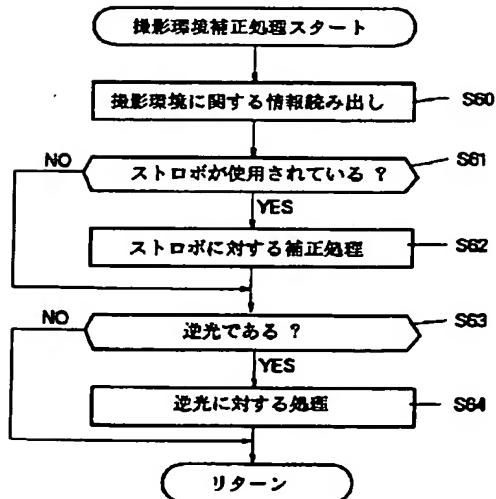 撮影環境補正処理スタート
撮影環境に関する情報読み出し
S60
NO
ストロボが使用されている ?
S61
YES
ストロボに対する補正処理
S62
NO
逆光である ?
S63
YES
逆光に対する処理
S64
リターン